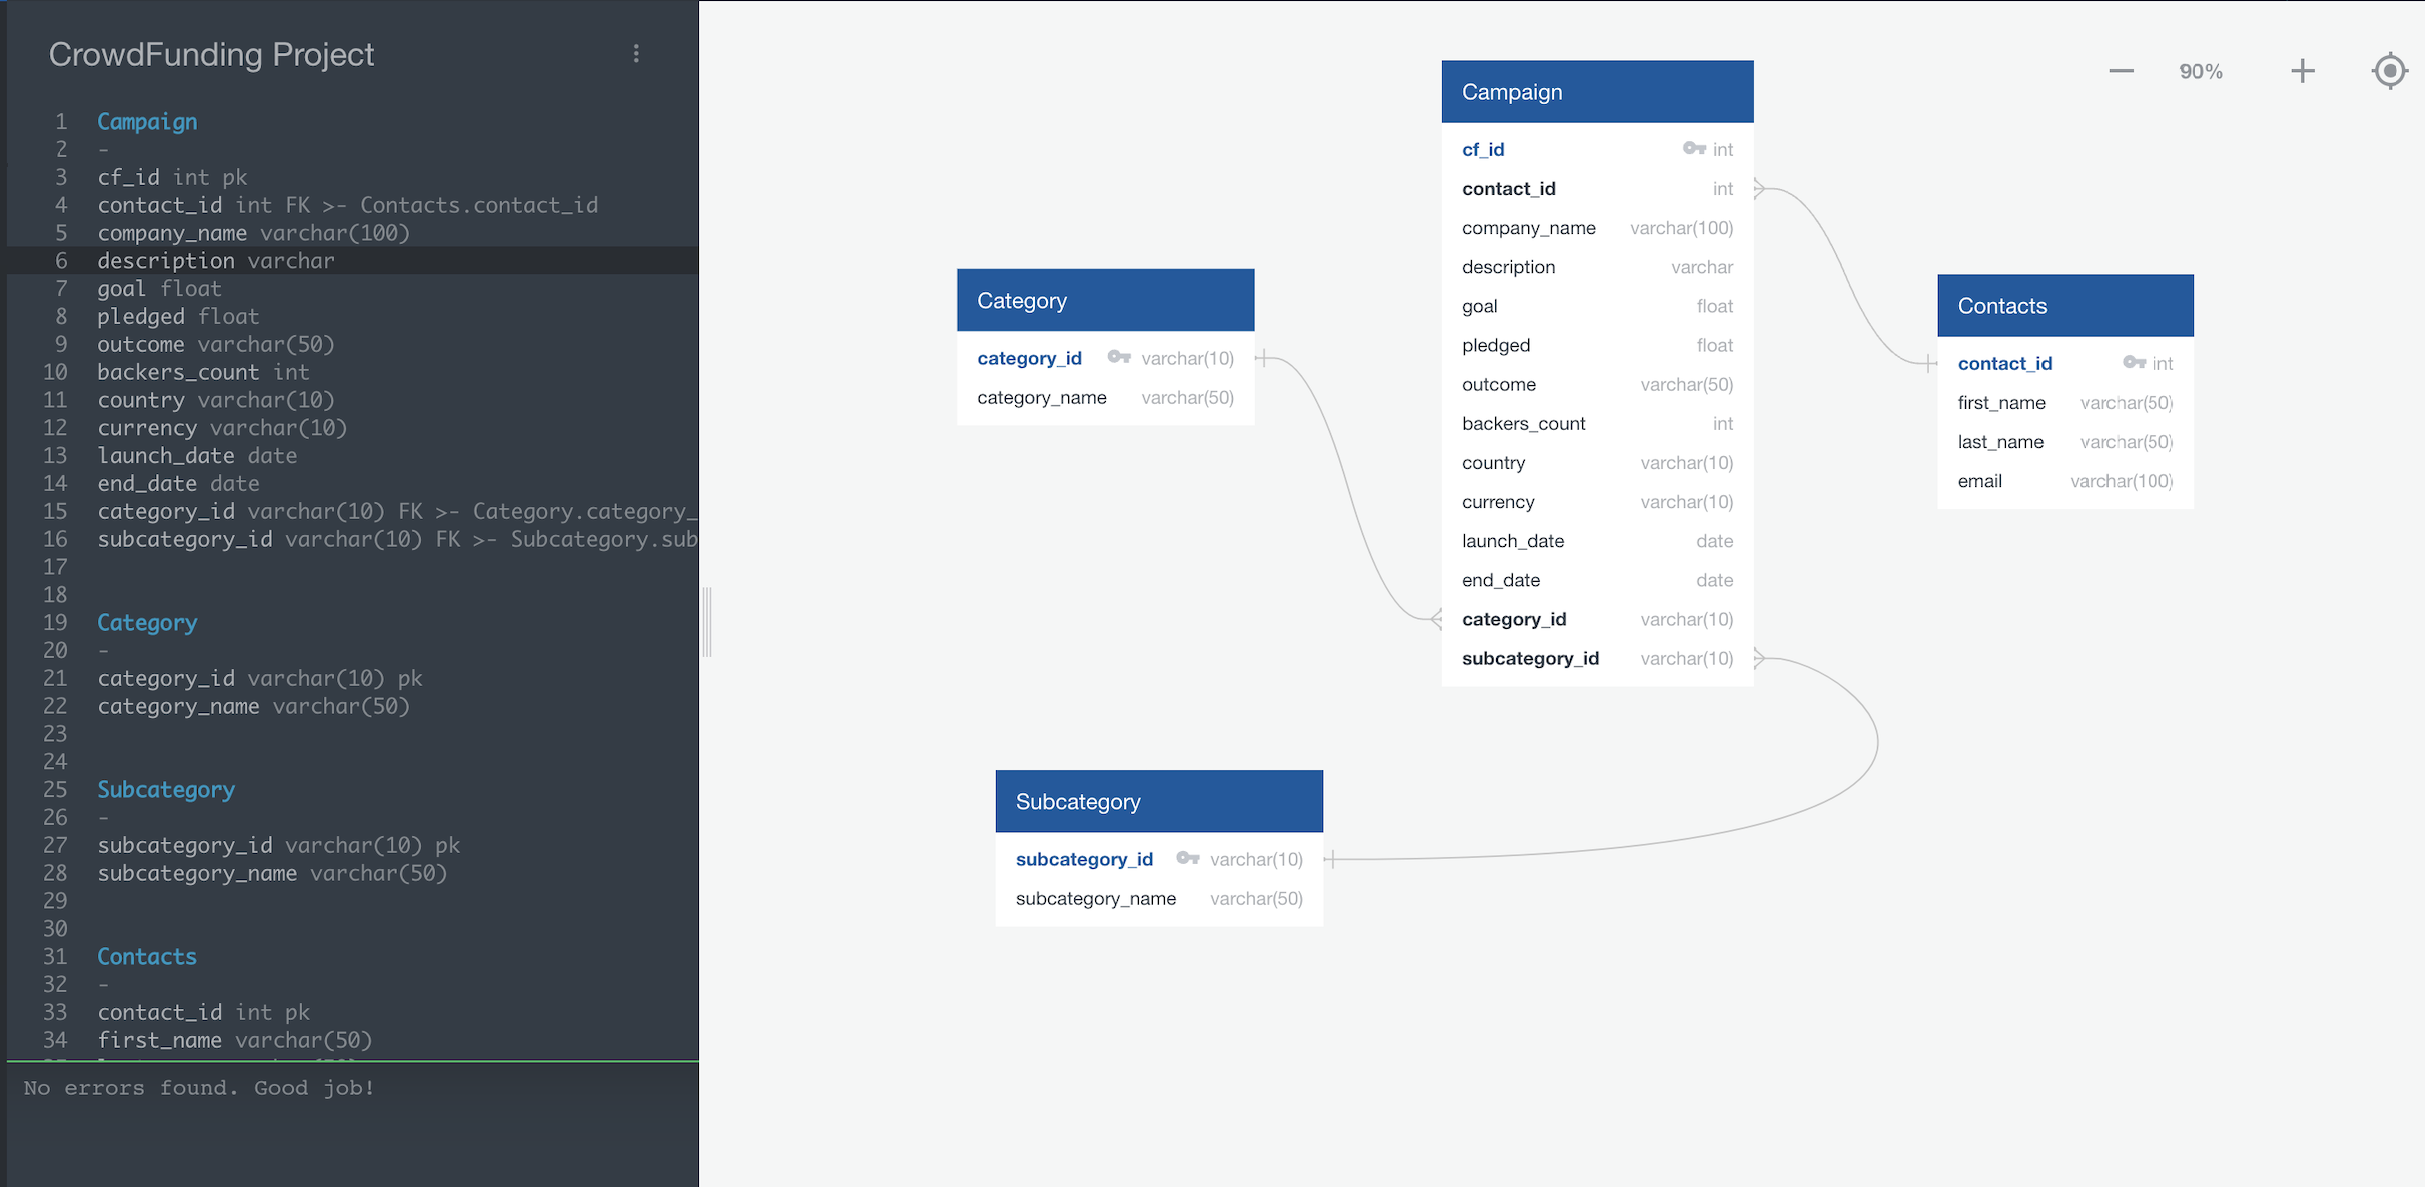 CrowdFunding Project
1 Campaign
2 -
3 cf_id int pk
4 contact_id int FK >- Contacts.contact_id
5 company_name varchar(100)
6 description varchar
7 goal float
8 pledged float
9 outcome varchar(50)
10 backers_count int
11 country varchar(10)
12 currency varchar(10)
13 launch_date date
14 end_date date
15 category_id varchar(10) FK >- Category.category_
16 subcategory_id varchar(10) FK >- Subcategory.sub
17
18
19 Category
20 -
21 category_id varchar(10) pk
22 category_name varchar(50)
23
24
25 Subcategory
26 -
27 subcategory_id varchar(10) pk
28 subcategory_name varchar(50)
29
30
31 Contacts
32 -
33 contact_id int pk
34 first_name varchar(50)
No errors found. Good job!
90%
Category
category_id varchar(10)
category_name varchar(50)
Campaign
cf_id int
contact_id int
company_name varchar(100)
description varchar
goal float
pledged float
outcome varchar(50)
backers_count int
country varchar(10)
currency varchar(10)
launch_date date
end_date date
category_id varchar(10)
subcategory_id varchar(10)
Contacts
contact_id int
first_name varchar(50)
last_name varchar(50)
email varchar(100)
Subcategory
subcategory_id varchar(10)
subcategory_name varchar(50)